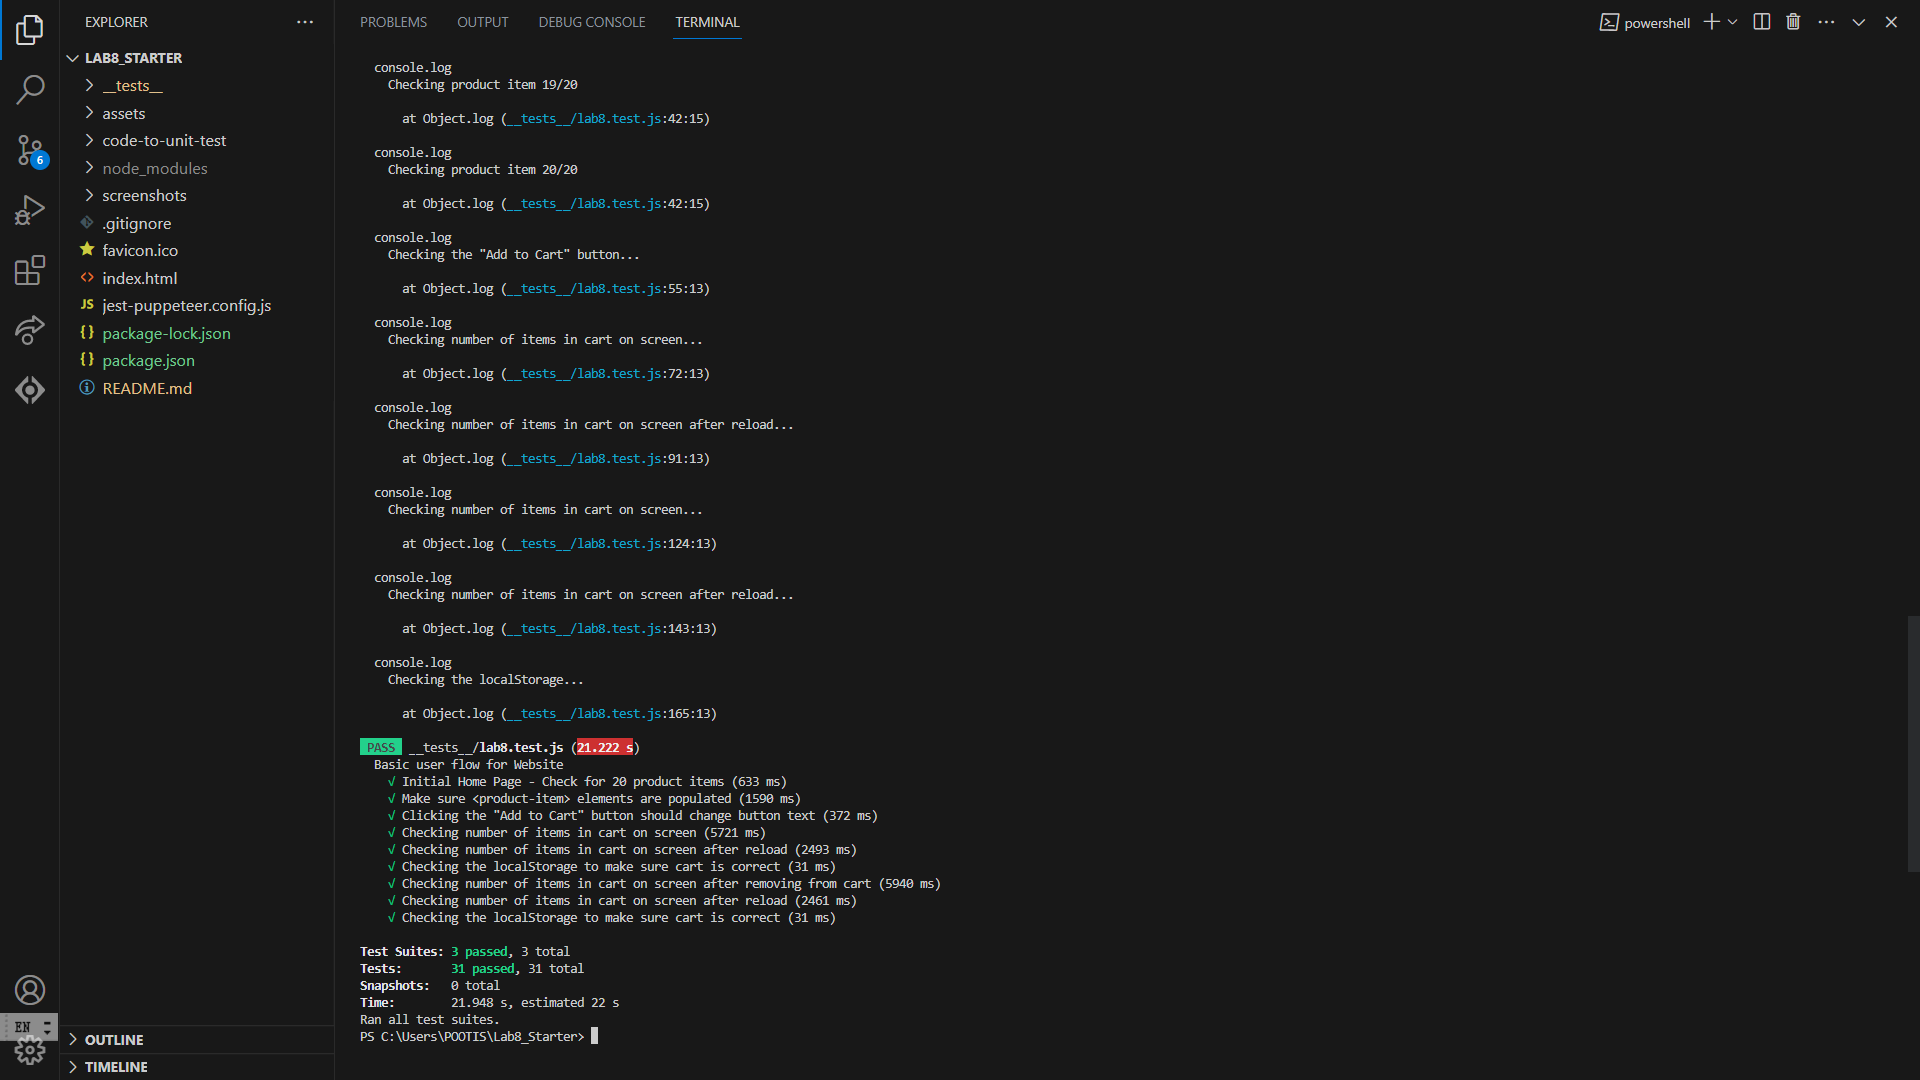 EXPLORER
LAB8_STARTER
__tests__
assets
code-to-unit-test
node_modules
screenshots
.gitignore
favicon.ico
<> index.html
JS jest-puppeteer.config.js
{} package-lock.json
{} package.json
README.md
OUTLINE
TIMELINE
6
EN
PROBLEMS OUTPUT DEBUG CONSOLE TERMINAL
powershell
console.log
Checking product item 19/20
at Object.log (__tests__/lab8.test.js:42:15)
console.log
Checking product item 20/20
at Object.log (__tests__/lab8.test.js:42:15)
console.log
Checking the "Add to Cart" button...
at Object.log (__tests__/lab8.test.js:55:13)
console.log
Checking number of items in cart on screen...
at Object.log (__tests__/lab8.test.js:72:13)
console.log
Checking number of items in cart on screen after reload...
at Object.log (__tests__/lab8.test.js:91:13)
console.log
Checking number of items in cart on screen...
at Object.log (__tests__/lab8.test.js:124:13)
console.log
Checking number of items in cart on screen after reload...
at Object.log (__tests__/lab8.test.js:143:13)
console.log
Checking the localStorage...
at Object.log (__tests__/lab8.test.js:165:13)
PASS __tests__/lab8.test.js (21.222 s)
Basic user flow for Website
√ Initial Home Page - Check for 20 product items (633 ms)
√ Make sure <product-item> elements are populated (1590 ms)
√ Clicking the "Add to Cart" button should change button text (372 ms)
√ Checking number of items in cart on screen (5721 ms)
√ Checking number of items in cart on screen after reload (2493 ms)
√ Checking the localStorage to make sure cart is correct (31 ms)
√ Checking number of items in cart on screen after removing from cart (5940 ms)
√ Checking number of items in cart on screen after reload (2461 ms)
√ Checking the localStorage to make sure cart is correct (31 ms)
Test Suites: 3 passed, 3 total
Tests: 31 passed, 31 total
Snapshots: 0 total
Time: 21.948 s, estimated 22 s
Ran all test suites.
PS C:\Users\POOTIS\Lab8_Starter>